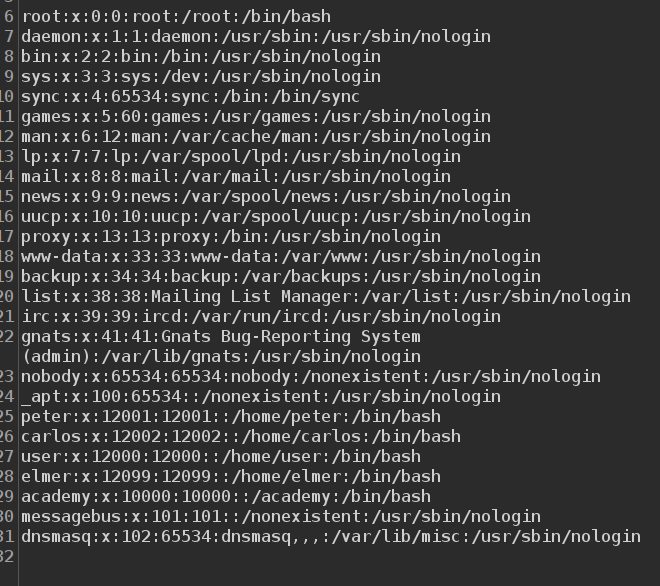 6 root:x:0:0:root:/root:/bin/bash
7 daemon:x:1:1:daemon:/usr/sbin:/usr/sbin/nologin
8 bin:x:2:2:bin:/bin:/usr/sbin/nologin
9 sys:x:3:3:sys:/dev:/usr/sbin/nologin
10 sync:x:4:65534:sync:/bin:/bin/sync
11 games:x:5:60:games:/usr/games:/usr/sbin/nologin
12 man:x:6:12:man:/var/cache/man:/usr/sbin/nologin
13 lp:x:7:7:lp:/var/spool/lpd:/usr/sbin/nologin
14 mail:x:8:8:mail:/var/mail:/usr/sbin/nologin
15 news:x:9:9:news:/var/spool/news:/usr/sbin/nologin
16 uucp:x:10:10:uucp:/var/spool/uucp:/usr/sbin/nologin
17 proxy:x:13:13:proxy:/bin:/usr/sbin/nologin
18 www-data:x:33:33:www-data:/var/www:/usr/sbin/nologin
19 backup:x:34:34:backup:/var/backups:/usr/sbin/nologin
20 list:x:38:38:Mailing List Manager:/var/list:/usr/sbin/nologin
21 irc:x:39:39:ircd:/var/run/ircd:/usr/sbin/nologin
22 gnats:x:41:41:Gnats Bug-Reporting System
(admin):/var/lib/gnats:/usr/sbin/nologin
23 nobody:x:65534:65534:nobody:/nonexistent:/usr/sbin/nologin
24 _apt:x:100:65534::/nonexistent:/usr/sbin/nologin
25 peter:x:12001:12001::/home/peter:/bin/bash
26 carlos:x:12002:12002::/home/carlos:/bin/bash
27 user:x:12000:12000::/home/user:/bin/bash
28 elmer:x:12099:12099::/home/elmer:/bin/bash
29 academy:x:10000:10000::/academy:/bin/bash
30 messagebus:x:101:101::/nonexistent:/usr/sbin/nologin
31 dnsmasq:x:102:65534:dnsmasq,,,:/var/lib/misc:/usr/sbin/nologin
32